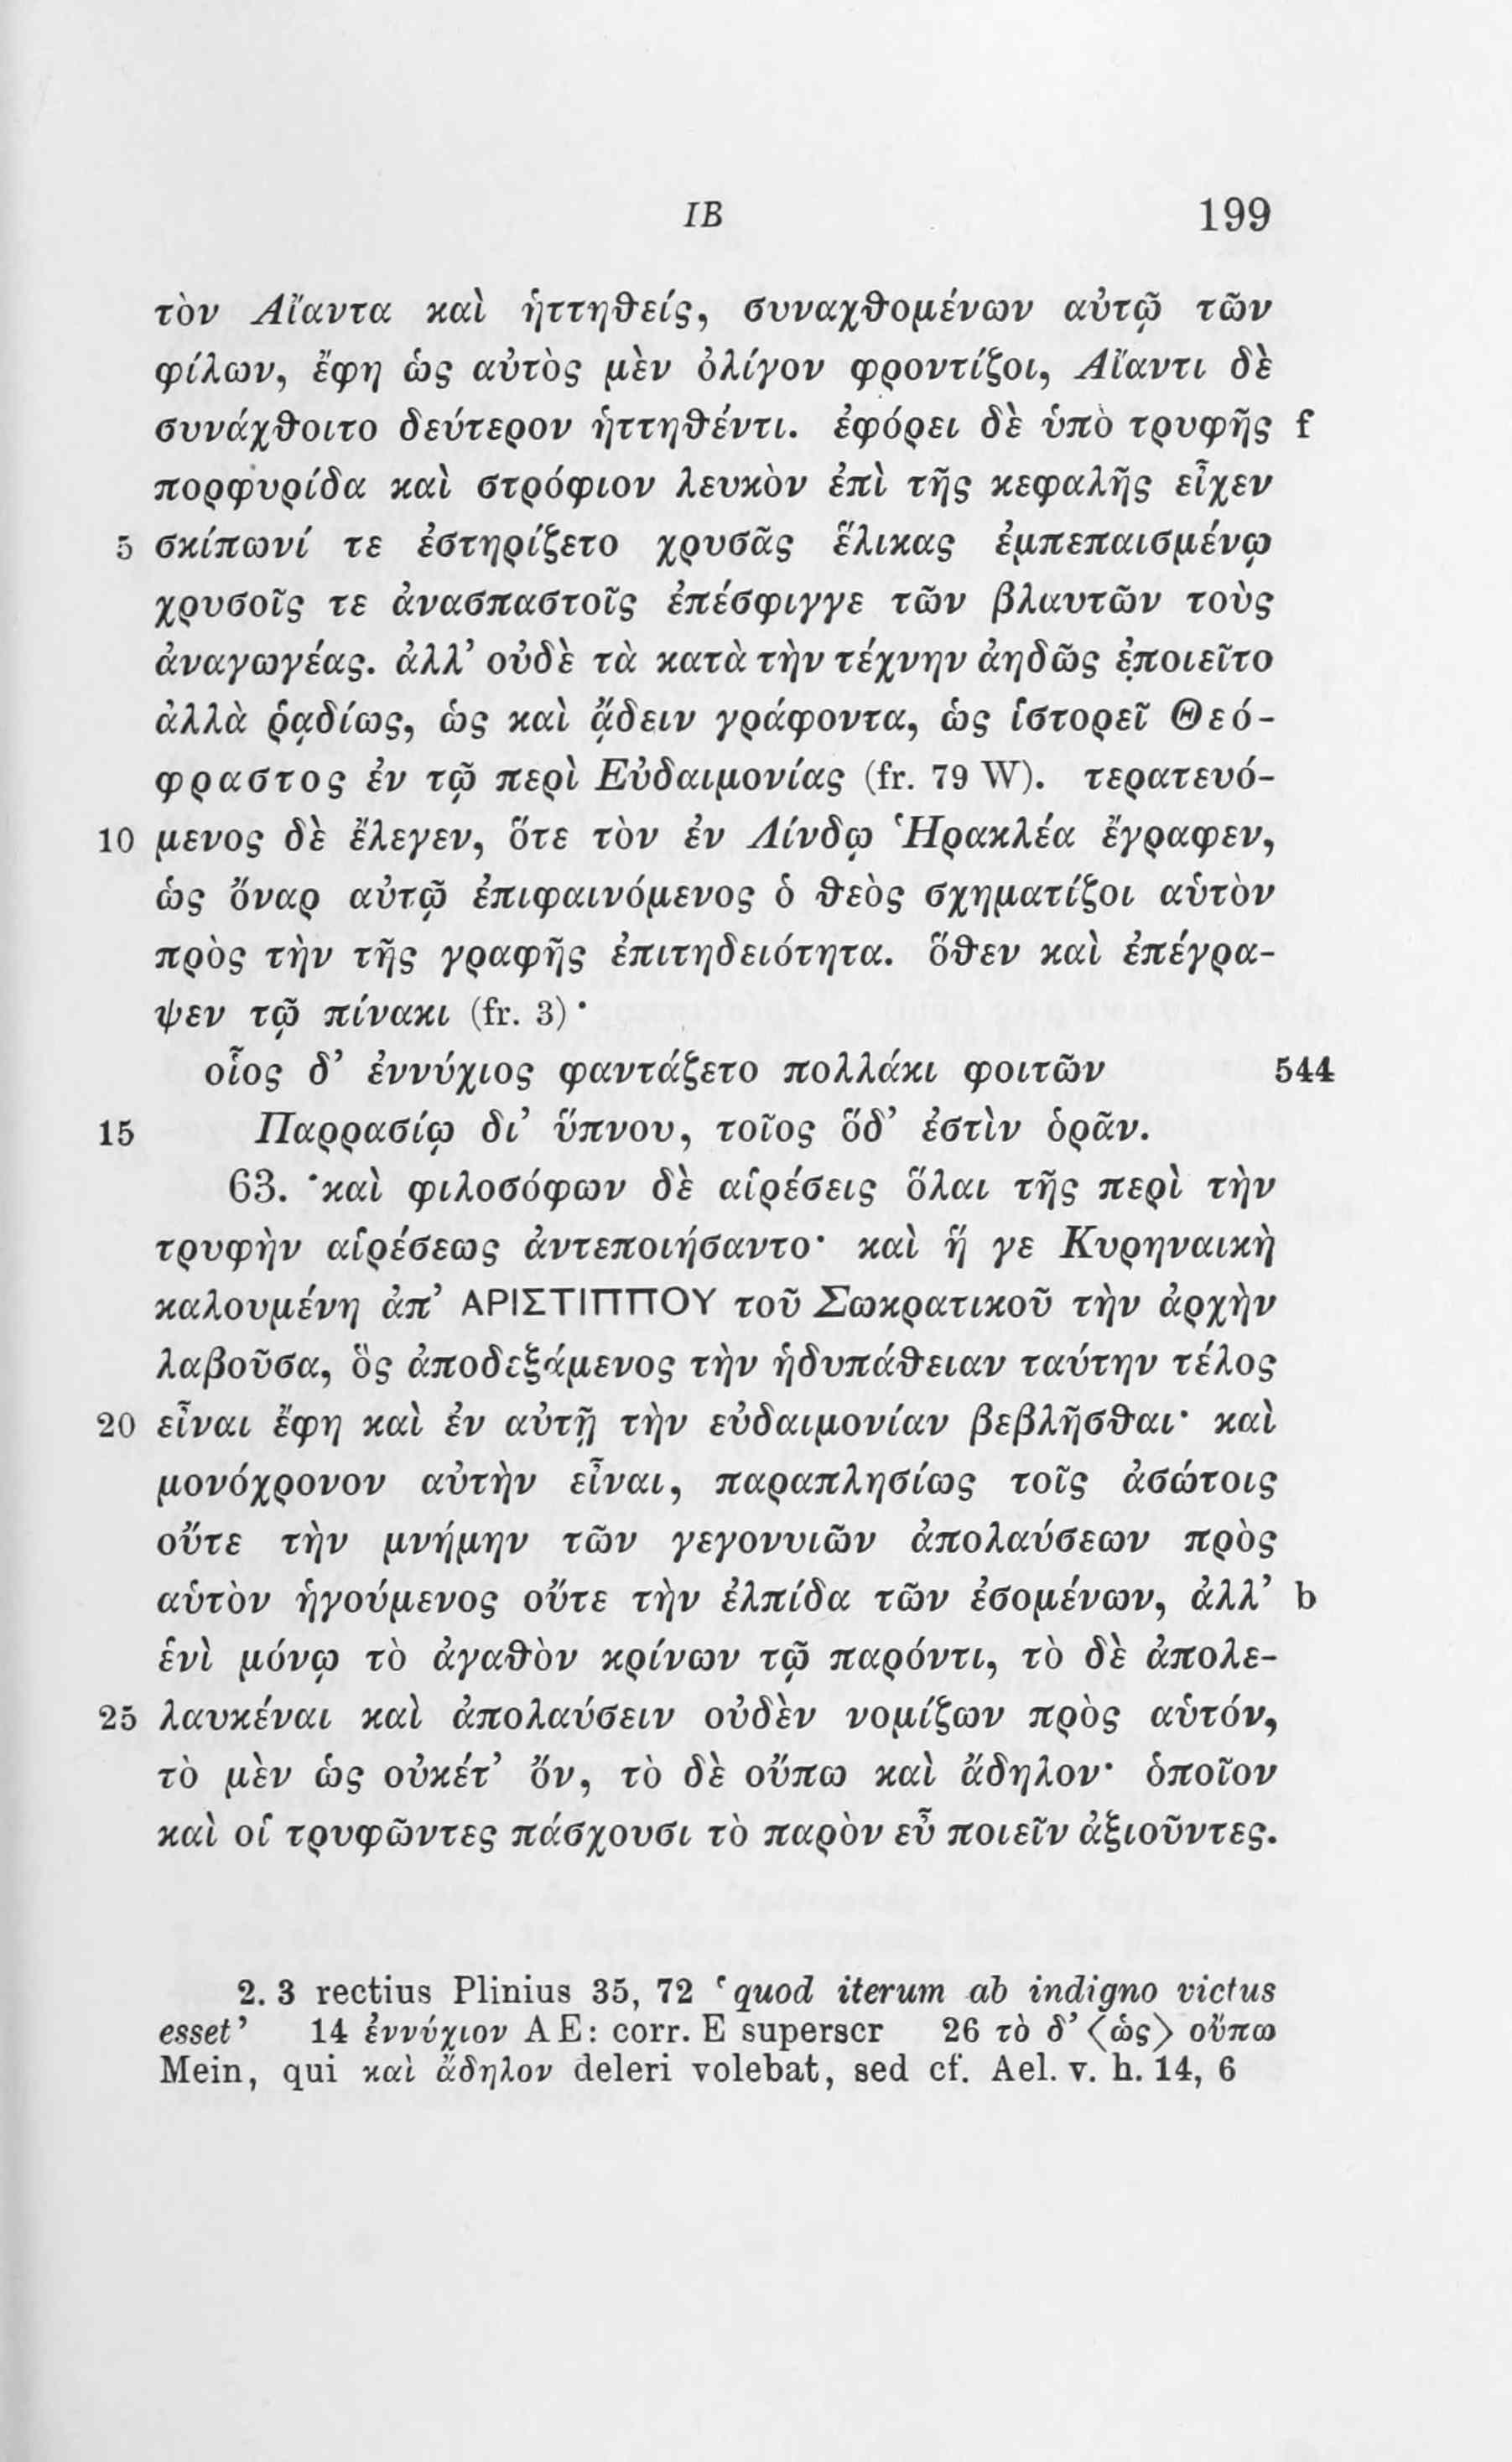 IB 199
τὸν Αἴαντα καὶ ἡττηθείς, συναχθομένων αὐτῷ τῶν
φίλων, ἔφη ὡς αὐτὸς μὲν ὀλίγον φροντίζοι, Αἴαντι δὲ
συνάχθοιτο δεύτερον ἡττηθέντι. ἐφόρει δὲ ὑπὸ τρυφῆς f
πορφυρίδα καὶ στρόφιον λευκὸν ἐπὶ τῆς κεφαλῆς εἶχεν
5 σκίπωνί τε ἐστηρίζετο χρυσᾶς ἕλικας ἐμπεπαισμένῳ
χρυσοῖς τε ἀνασπαστοῖς ἐπέσφιγγε τῶν βλαυτῶν τοὺς
ἀναγωγέας. ἀλλ’ οὐδὲ τὰ κατὰ τὴν τέχνην ἀηδῶς ἐποιεῖτο
ἀλλὰ ῥᾳδίως, ὡς καὶ ᾄδειν γράφοντα, ὡς ἱστορεῖ Θεό-
φραστος ἐν τῷ περὶ Εὐδαιμονίας (fr. 79 W). τερατευό-
10 μενος δὲ ἔλεγεν, ὅτε τὸν ἐν Λίνδῳ Ἡρακλέα ἔγραφεν,
ὡς ὄναρ αὐτῷ ἐπιφαινόμενος ὁ θεὸς σχηματίζοι αὑτὸν
πρὸς τὴν τῆς γραφῆς ἐπιτηδειότητα. ὅθεν καὶ ἐπέγρα-
ψεν τῷ πίνακι (fr. 3)·
οἷος δ’ ἐννύχιος φαντάζετο πολλάκι φοιτῶν 544
15 Παρρασίῳ δι’ ὕπνου, τοῖος ὅδ’ ἐστὶν ὁρᾶν.
63. ·καὶ φιλοσόφων δὲ αἱρέσεις ὅλαι τῆς περὶ τὴν
τρυφὴν αἱρέσεως ἀντεποιήσαντο· καὶ ἥ γε Κυρηναικὴ
καλουμένη ἀπ’ ΑΡΙΣΤΙΠΠΟΥ τοῦ Σωκρατικοῦ τὴν ἀρχὴν
λαβοῦσα, ὃς ἀποδεξάμενος τὴν ἡδυπάθειαν ταύτην τέλος
20 εἶναι ἔφη καὶ ἐν αὐτῇ τὴν εὐδαιμονίαν βεβλῆσθαι· καὶ
μονόχρονον αὐτὴν εἶναι, παραπλησίως τοῖς ἀσώτοις
οὔτε τὴν μνήμην τῶν γεγονυιῶν ἀπολαύσεων πρὸς
αὑτὸν ἡγούμενος οὔτε τὴν ἐλπίδα τῶν ἐσομένων, ἀλλ’ b
ἑνὶ μόνῳ τὸ ἀγαθὸν κρίνων τῷ παρόντι, τὸ δὲ ἀπολε-
25 λαυκέναι καὶ ἀπολαύσειν οὐδὲν νομίζων πρὸς αὑτόν,
τὸ μὲν ὡς οὐκέτ’ ὄν, τὸ δὲ οὔπω καὶ ἄδηλον· ὁποῖον
καὶ οἱ τρυφῶντες πάσχουσι τὸ παρὸν εὖ ποιεῖν ἀξιοῦντες.
2. 3 rectius Plinius 35, 72 ‘quod iterum ab indigno victus
esset’ 14 ἐννύχιον A E: corr. E superscr 26 τὸ δ’ ⟨ὡς⟩ οὔπω
Mein, qui καὶ ἄδηλον deleri volebat, sed cf. Ael. v. h. 14, 6